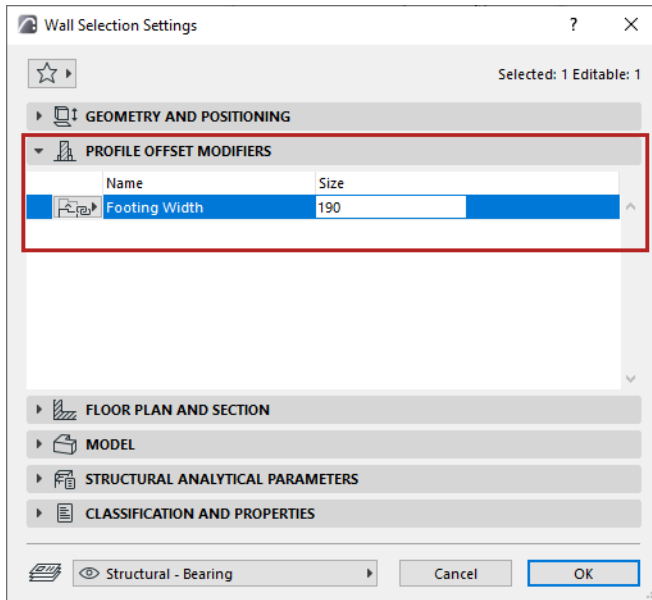 Wall Selection Settings ?
Selected: 1 Editable: 1
GEOMETRY AND POSITIONING
PROFILE OFFSET MODIFIERS
Name Size
Footing Width 190
FLOOR PLAN AND SECTION
MODEL
STRUCTURAL ANALYTICAL PARAMETERS
CLASSIFICATION AND PROPERTIES
Structural - Bearing Cancel OK